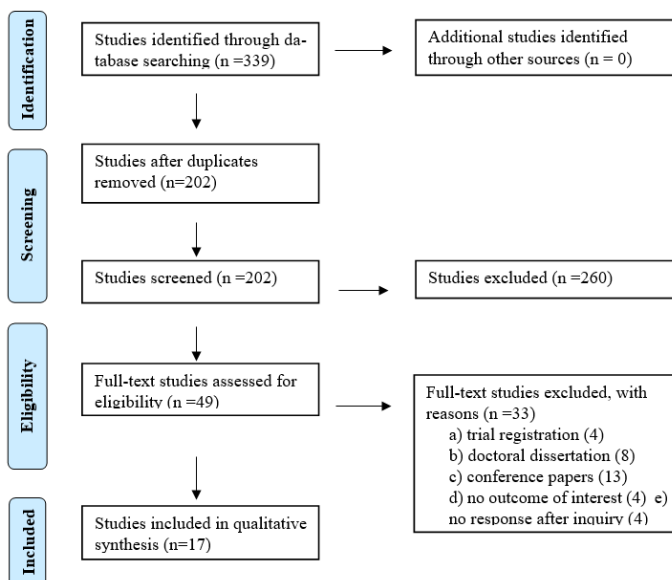 Identification
Studies identified through da-
tabase searching (n =339)
Additional studies identified
through other sources (n = 0)
Screening
Studies after duplicates
removed (n=202)
Studies screened (n =202)
Studies excluded (n =260)
Eligibility
Full-text studies assessed for
eligibility (n =49)
Full-text studies excluded, with
reasons (n =33)
a) trial registration (4)
b) doctoral dissertation (8)
c) conference papers (13)
d) no outcome of interest (4) e)
no response after inquiry (4)
Included
Studies included in qualitative
synthesis (n=17)